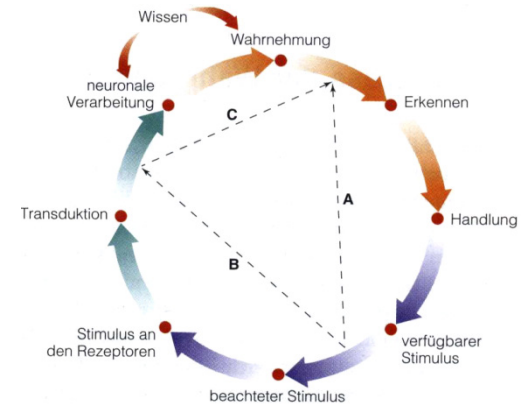 Wissen
Wahrnehmung
neuronale
Verarbeitung
Erkennen
C
A
Transduktion
Handlung
B
Stimulus an
den Rezeptoren
verfügbarer
Stimulus
beachteter Stimulus